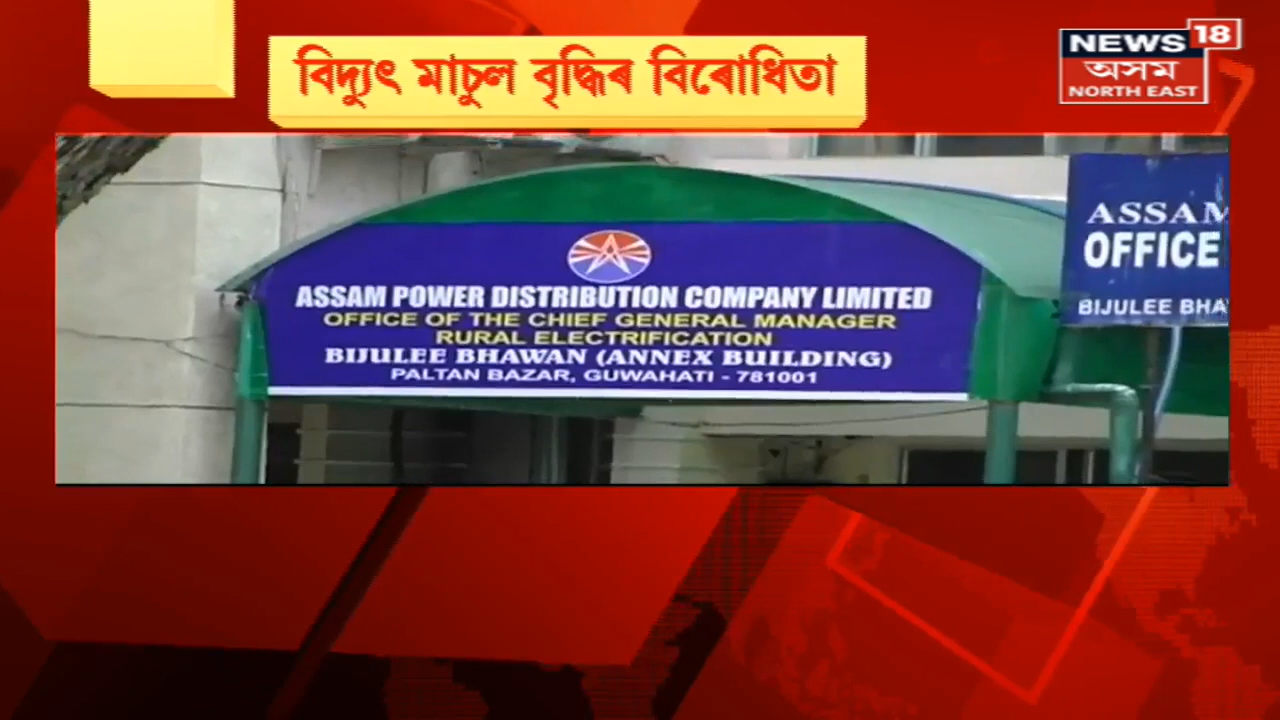 বিদ্যুৎ মাচুল বৃদ্ধিৰ বিৰোধিতা
NEWS 18
অসম
NORTH EAST
ASSAM POWER DISTRIBUTION COMPANY LIMITED
OFFICE OF THE CHIEF GENERAL MANAGER
RURAL ELECTRIFICATION
BIJULEE BHAWAN (ANNEX BUILDING)
PALTAN BAZAR, GUWAHATI - 781001
ASSAM
OFFICE
BIJULEE BHA